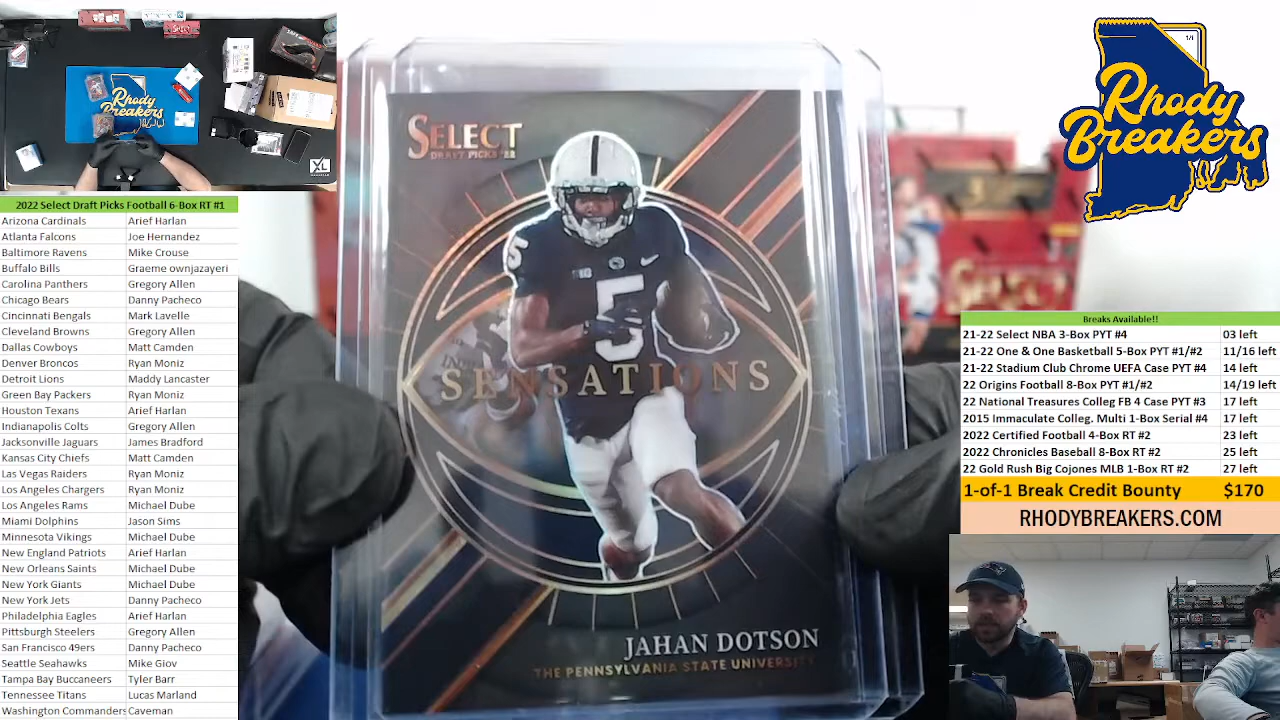 2022 Select Draft Picks Football 6-Box RT #1
Arizona Cardinals Arief Harlan
Atlanta Falcons Joe Hernandez
Baltimore Ravens Mike Crouse
Buffalo Bills Graeme ownjazayeri
Carolina Panthers Gregory Allen
Chicago Bears Danny Pacheco
Cincinnati Bengals Mark Lavelle
Cleveland Browns Gregory Allen
Dallas Cowboys Matt Camden
Denver Broncos Ryan Moniz
Detroit Lions Maddy Lancaster
Green Bay Packers Ryan Moniz
Houston Texans Arief Harlan
Indianapolis Colts Gregory Allen
Jacksonville Jaguars James Bradford
Kansas City Chiefs Matt Camden
Las Vegas Raiders Ryan Moniz
Los Angeles Chargers Ryan Moniz
Los Angeles Rams Michael Dube
Miami Dolphins Jason Sims
Minnesota Vikings Michael Dube
New England Patriots Arief Harlan
New Orleans Saints Michael Dube
New York Giants Michael Dube
New York Jets Danny Pacheco
Philadelphia Eagles Arief Harlan
Pittsburgh Steelers Gregory Allen
San Francisco 49ers Danny Pacheco
Seattle Seahawks Mike Giov
Tampa Bay Buccaneers Tyler Barr
Tennessee Titans Lucas Marland
Washington Commanders Caveman
Rhody
Breakers
XL
SELECT
DRAFT PICKS 22
5
5
SENSATIONS
JAHAN DOTSON
THE PENNSYLVANIA STATE UNIVERSITY
SELECT
1/1
Rhody
Breakers
Breaks Available!!
21-22 Select NBA 3-Box PYT #4 03 left
21-22 One & One Basketball 5-Box PYT #1/#2 11/16 left
21-22 Stadium Club Chrome UEFA Case PYT #4 14 left
22 Origins Football 8-Box PYT #1/#2 14/19 left
22 National Treasures Colleg FB 4 Case PYT #3 17 left
2015 Immaculate Colleg. Multi 1-Box Serial #4 17 left
2022 Certified Football 4-Box RT #2 23 left
2022 Chronicles Baseball 8-Box RT #2 25 left
22 Gold Rush Big Cojones MLB 1-Box RT #2 27 left
1-of-1 Break Credit Bounty $170
RHODYBREAKERS.COM